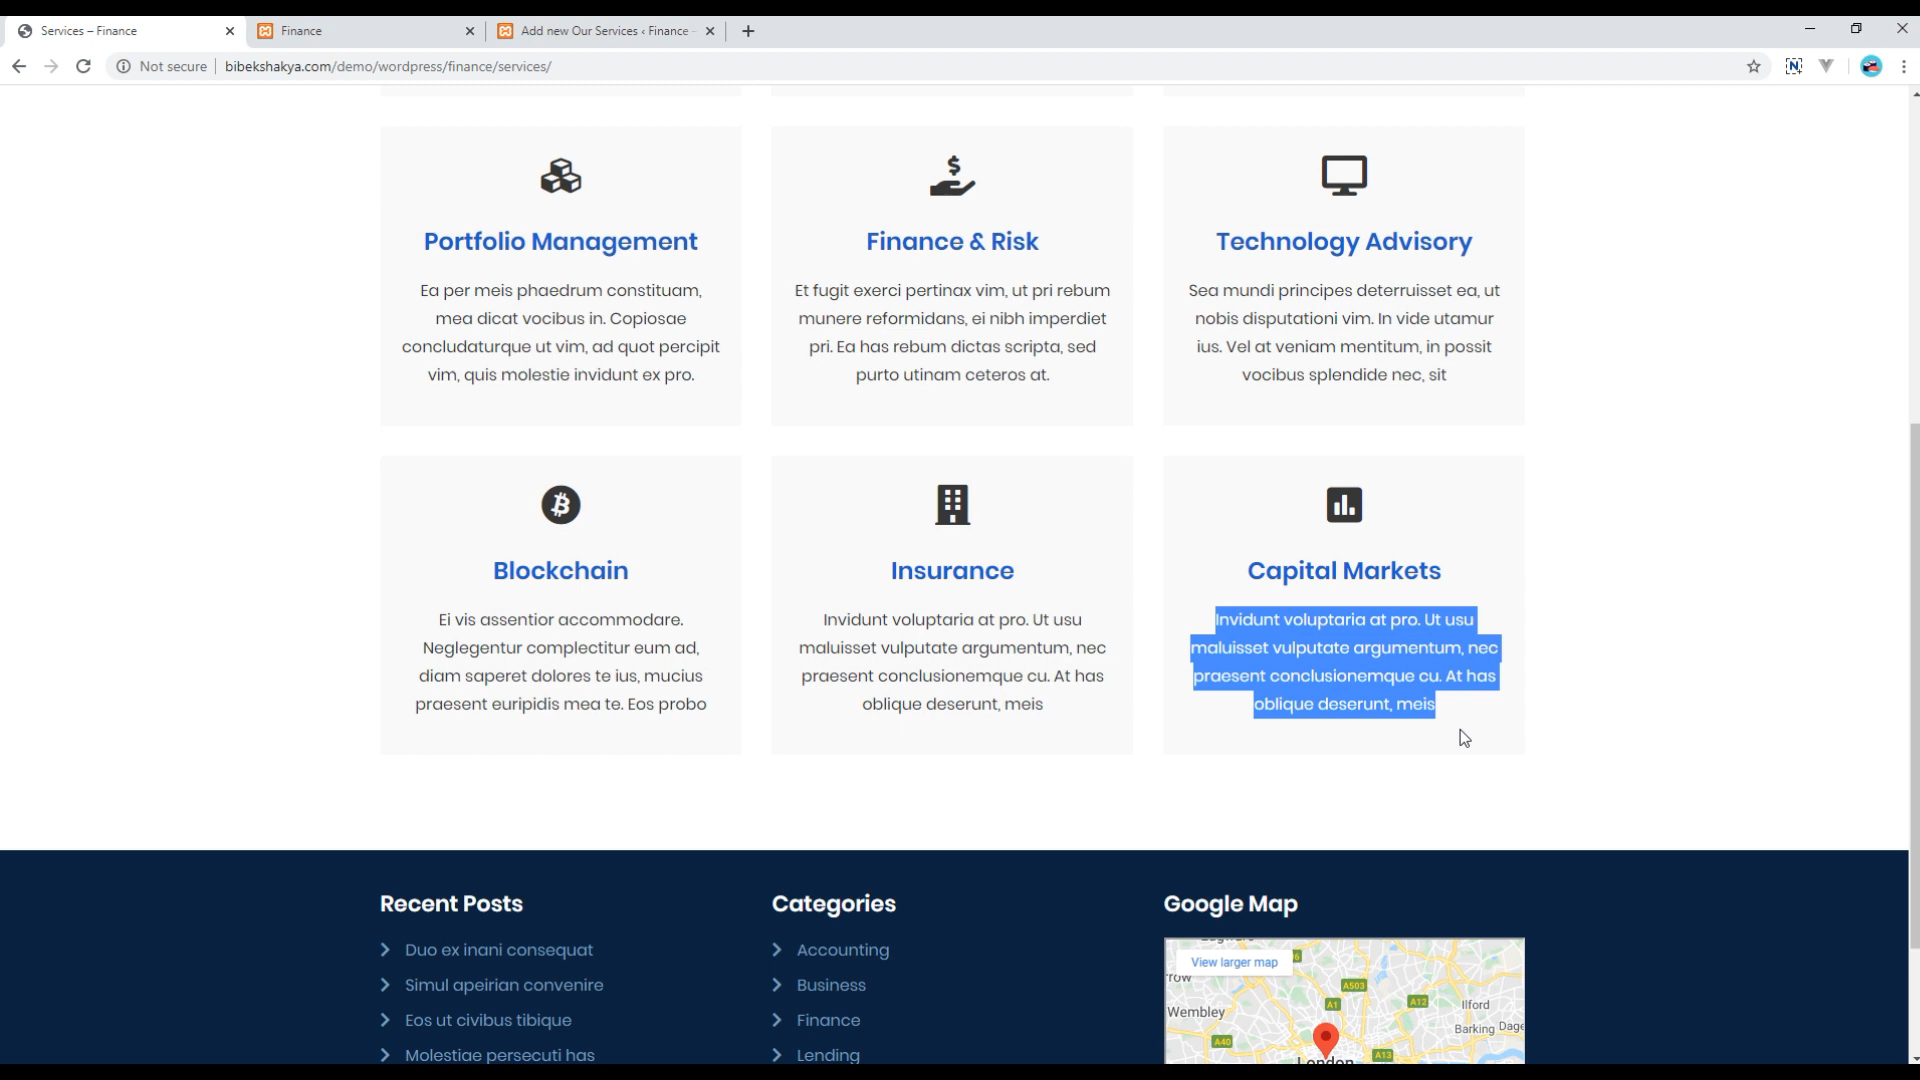 Services – Finance
Finance
Add new Our Services ‹ Finance -
Not secure
bibekshakya.com/demo/wordpress/finance/services/
Portfolio Management
Ea per meis phaedrum constituam,
mea dicat vocibus in. Copiosae
concludaturque ut vim, ad quot percipit
vim, quis molestie invidunt ex pro.
Finance & Risk
Et fugit exerci pertinax vim, ut pri rebum
munere reformidans, ei nibh imperdiet
pri. Ea has rebum dictas scripta, sed
purto utinam ceteros at.
Technology Advisory
Sea mundi principes deterruisset ea, ut
nobis disputationi vim. In vide utamur
ius. Vel at veniam mentitum, in possit
vocibus splendide nec, sit
Blockchain
Ei vis assentior accommodare.
Neglegentur complectitur eum ad,
diam saperet dolores te ius, mucius
praesent euripidis mea te. Eos probo
Insurance
Invidunt voluptaria at pro. Ut usu
maluisset vulputate argumentum, nec
praesent conclusionemque cu. At has
oblique deserunt, meis
Capital Markets
Invidunt voluptaria at pro. Ut usu
maluisset vulputate argumentum, nec
praesent conclusionemque cu. At has
oblique deserunt, meis
Recent Posts
Duo ex inani consequat
Simul apeirian convenire
Eos ut civibus tibique
Molestiae persecuti has
Categories
Accounting
Business
Finance
Lending
Google Map
View larger map
A503
A1
A12
Ilford
Wembley
Barking
A40
A13
London